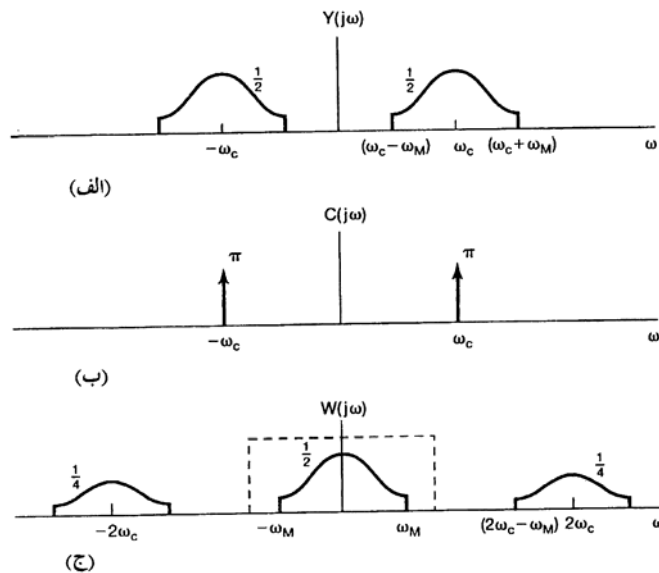 Y(jω)
1/2
1/2
−ωc
(ωc−ωM)
ωc
(ωc+ωM)
ω
(الف)
C(jω)
π
π
−ωc
ωc
ω
(ب)
W(jω)
1/4
1/2
1/4
−2ωc
−ωM
ωM
(2ωc−ωM)
2ωc
ω
(ج)